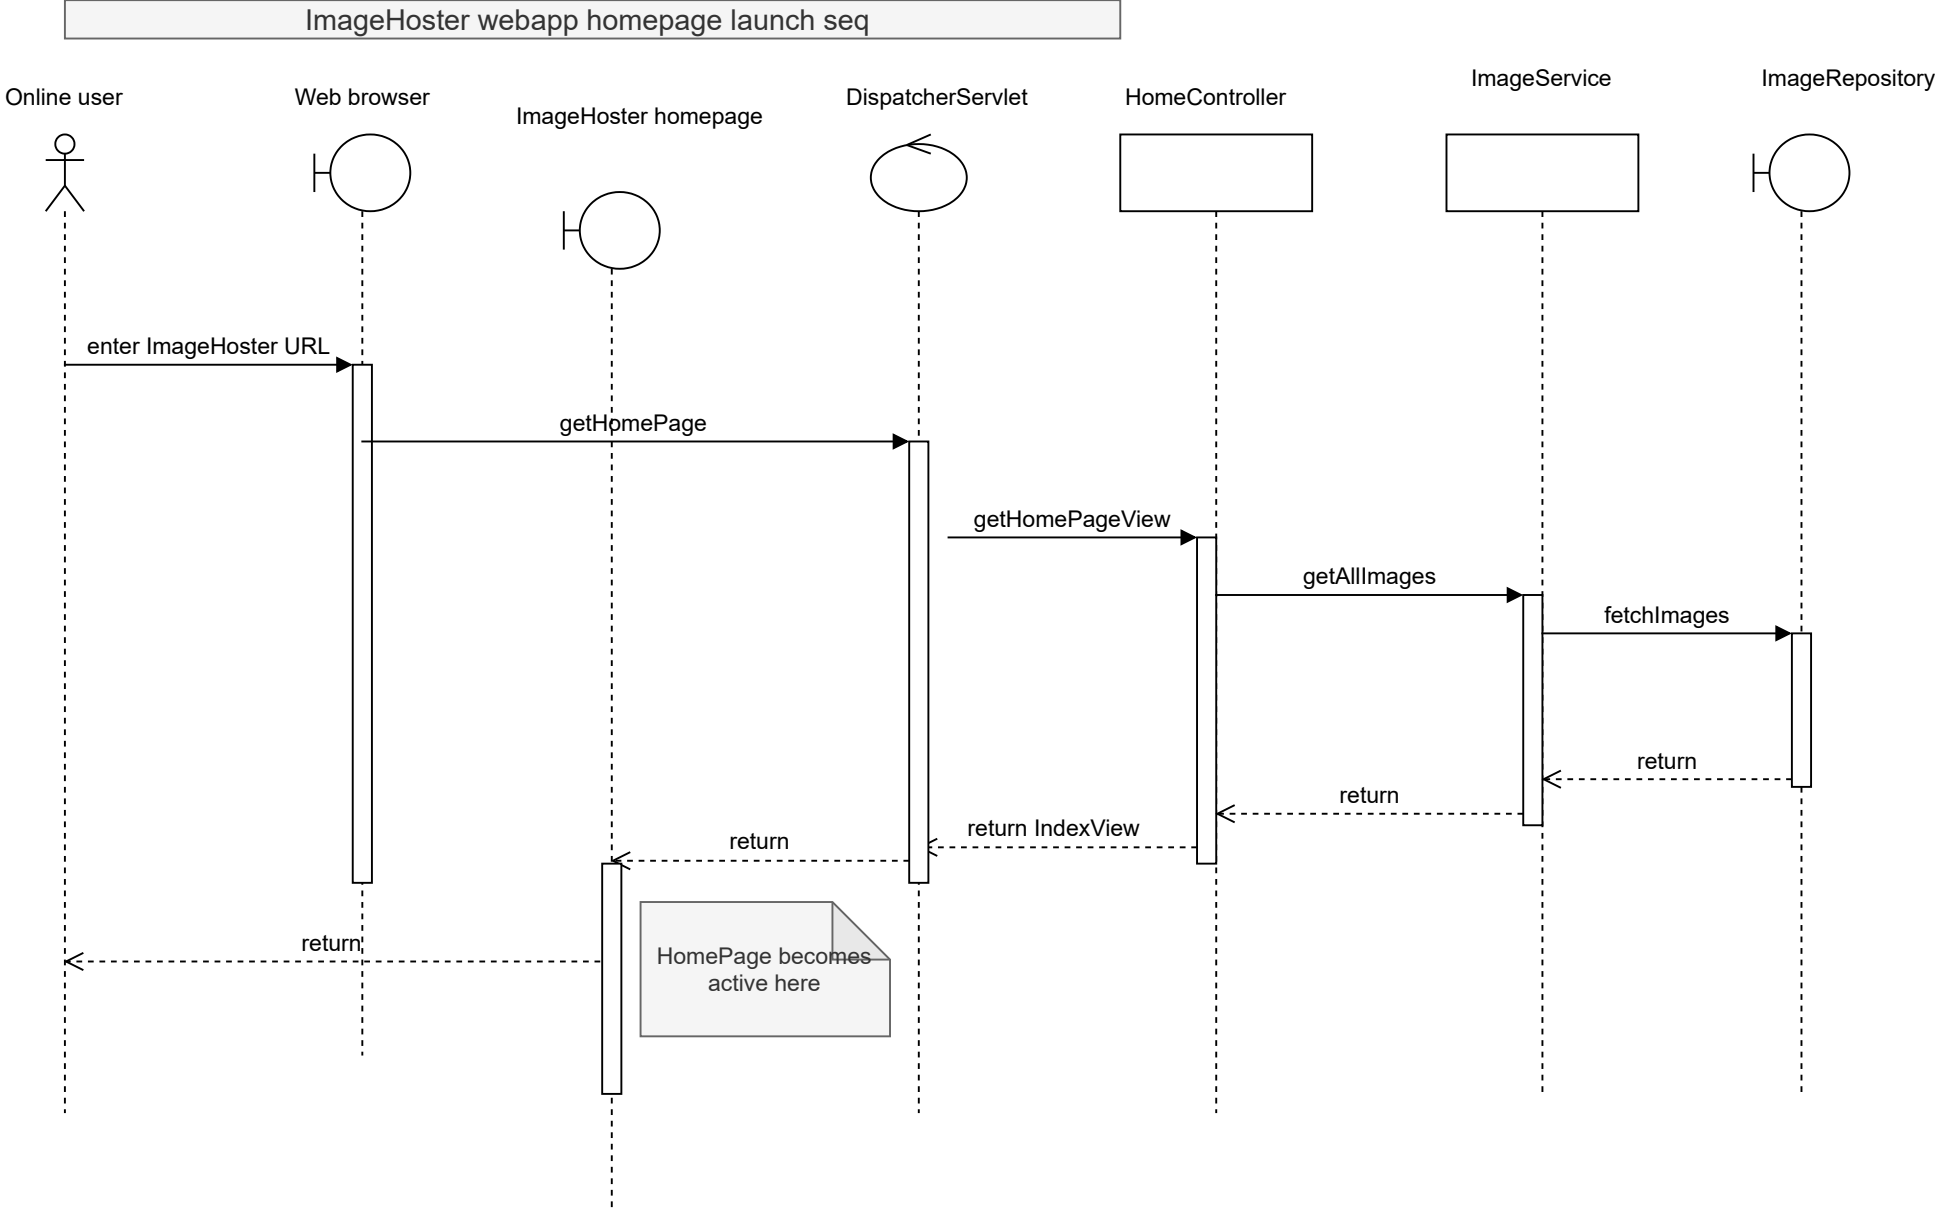 ImageHoster webapp homepage launch seq
Online user
Web browser
ImageHoster homepage
DispatcherServlet
HomeController
ImageService
ImageRepository
enter ImageHoster URL
getHomePage
getHomePageView
getAllImages
fetchImages
return
return
return IndexView
return
return
HomePage becomes
active here